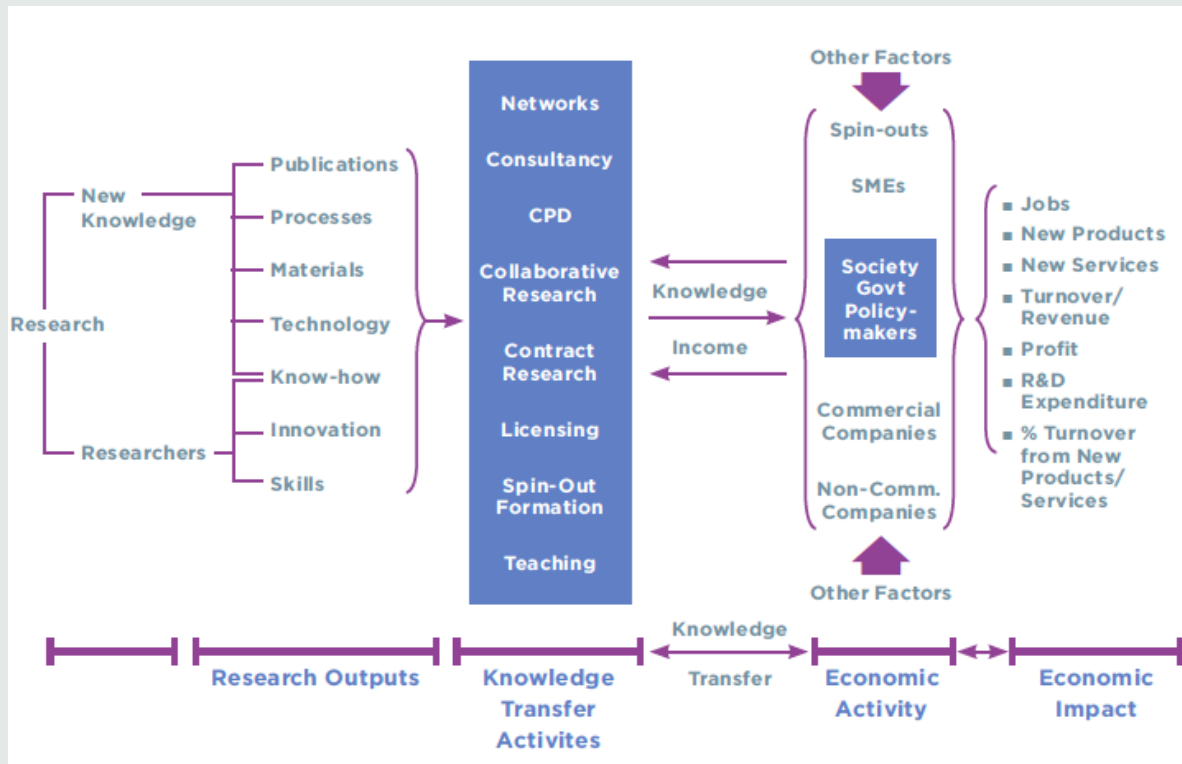 Research
New
Knowledge
Researchers
Publications
Processes
Materials
Technology
Know-how
Innovation
Skills
Networks
Consultancy
CPD
Collaborative
Research
Contract
Research
Licensing
Spin-Out
Formation
Teaching
Knowledge
Income
Other Factors
Spin-outs
SMEs
Society
Govt
Policy-
makers
Commercial
Companies
Non-Comm.
Companies
Other Factors
Jobs
New Products
New Services
Turnover/
Revenue
Profit
R&D
Expenditure
% Turnover
from New
Products/
Services
Research Outputs
Knowledge
Transfer
Activites
Knowledge
Transfer
Economic
Activity
Economic
Impact